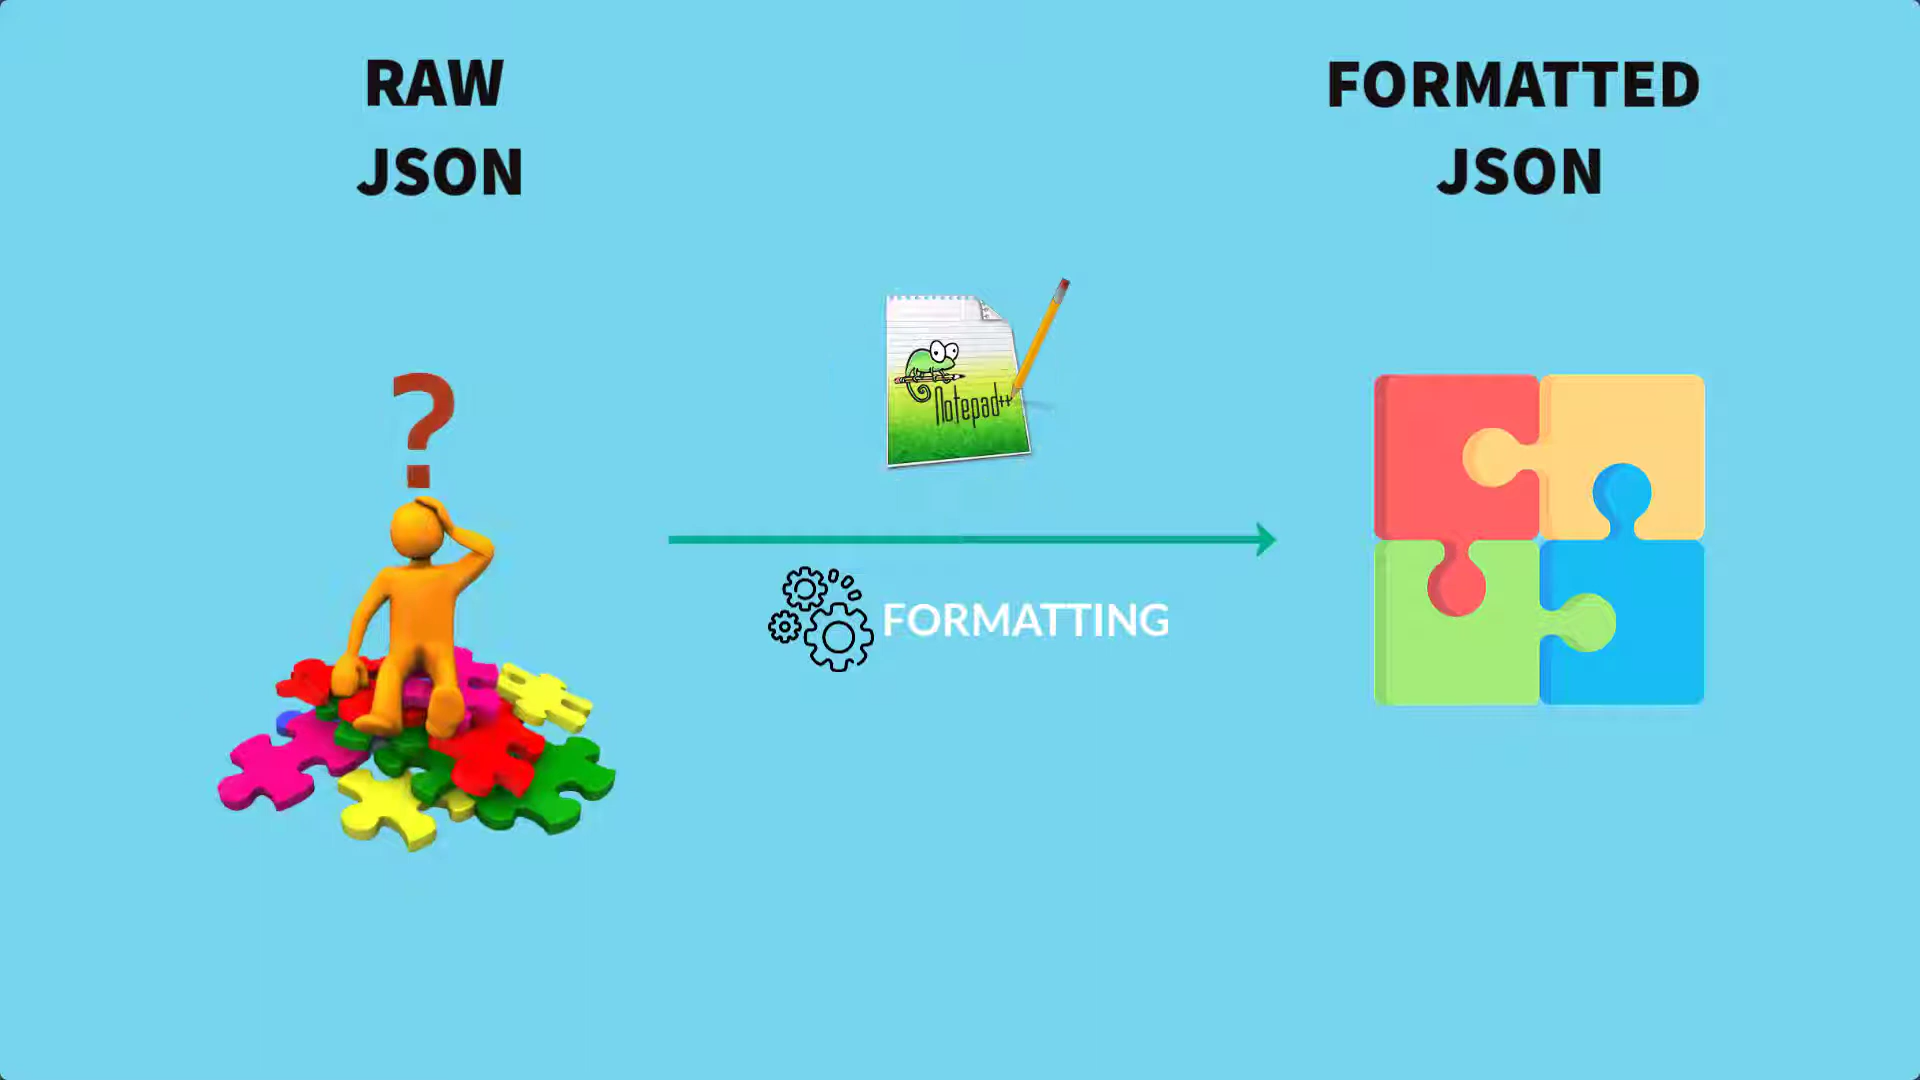 RAW
JSON
FORMATTED
JSON
?
Notepad++
FORMATTING